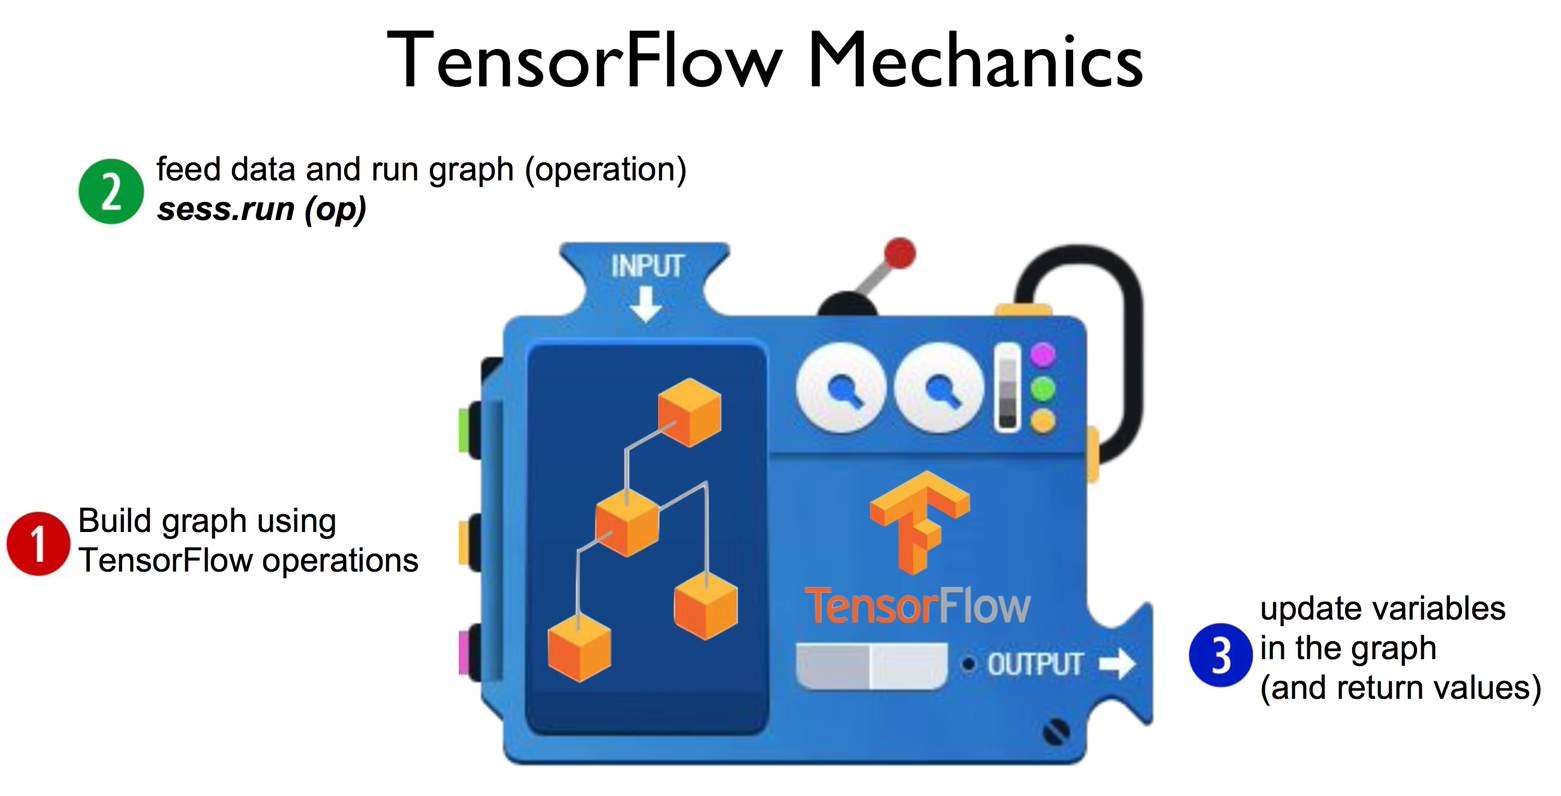 TensorFlow Mechanics
2
feed data and run graph (operation)
sess.run (op)
INPUT
1
Build graph using
TensorFlow operations
TensorFlow
OUTPUT
3
update variables
in the graph
(and return values)